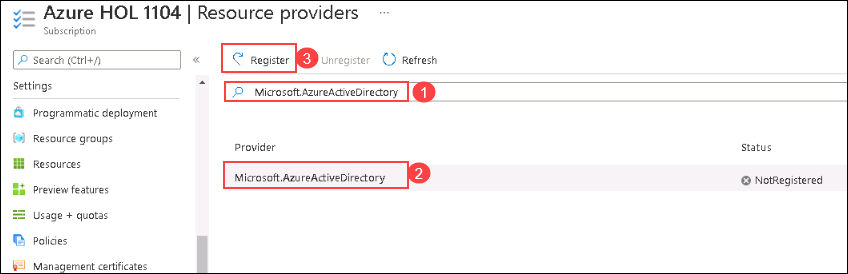 Azure HOL 1104 | Resource providers ...
Subscription
Search (Ctrl+/) «
Register 3 Unregister Refresh
Settings
Microsoft.AzureActiveDirectory 1
Programmatic deployment
Resource groups
Provider Status
Resources
Microsoft.AzureActiveDirectory 2 NotRegistered
Preview features
Usage + quotas
Policies
Management certificates